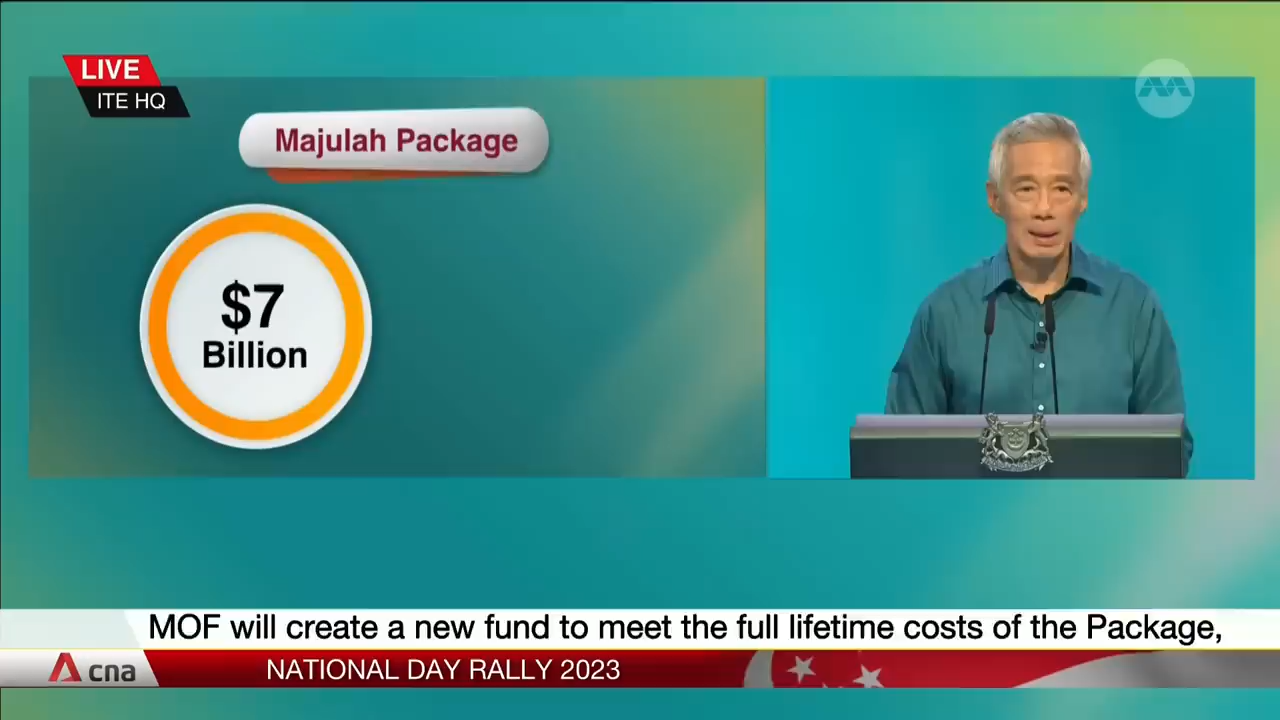 LIVE
ITE HQ
Majulah Package
$7
Billion
MOF will create a new fund to meet the full lifetime costs of the Package,
cna
NATIONAL DAY RALLY 2023